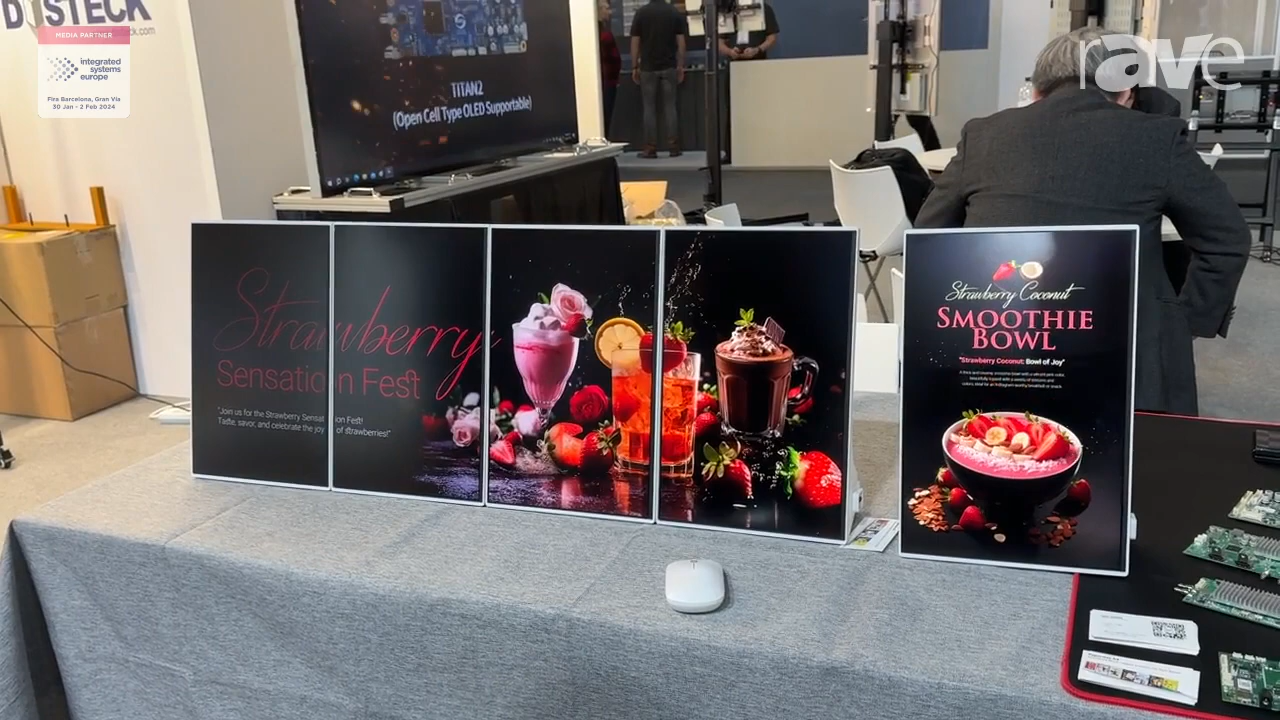 D STECK
MEDIA PARTNER
integrated
systems
europe
Fira Barcelona, Gran Via
30 Jan - 2 Feb 2024
TITAN2
(Open Cell Type OLED Supportable)
rave
Strawberry
Sensation Fest
"Join us for the Strawberry Sensation Fest!
Taste, savor, and celebrate the joy of strawberries!"
Strawberry Coconut
SMOOTHIE
BOWL
"Strawberry Coconut: Bowl of Joy"